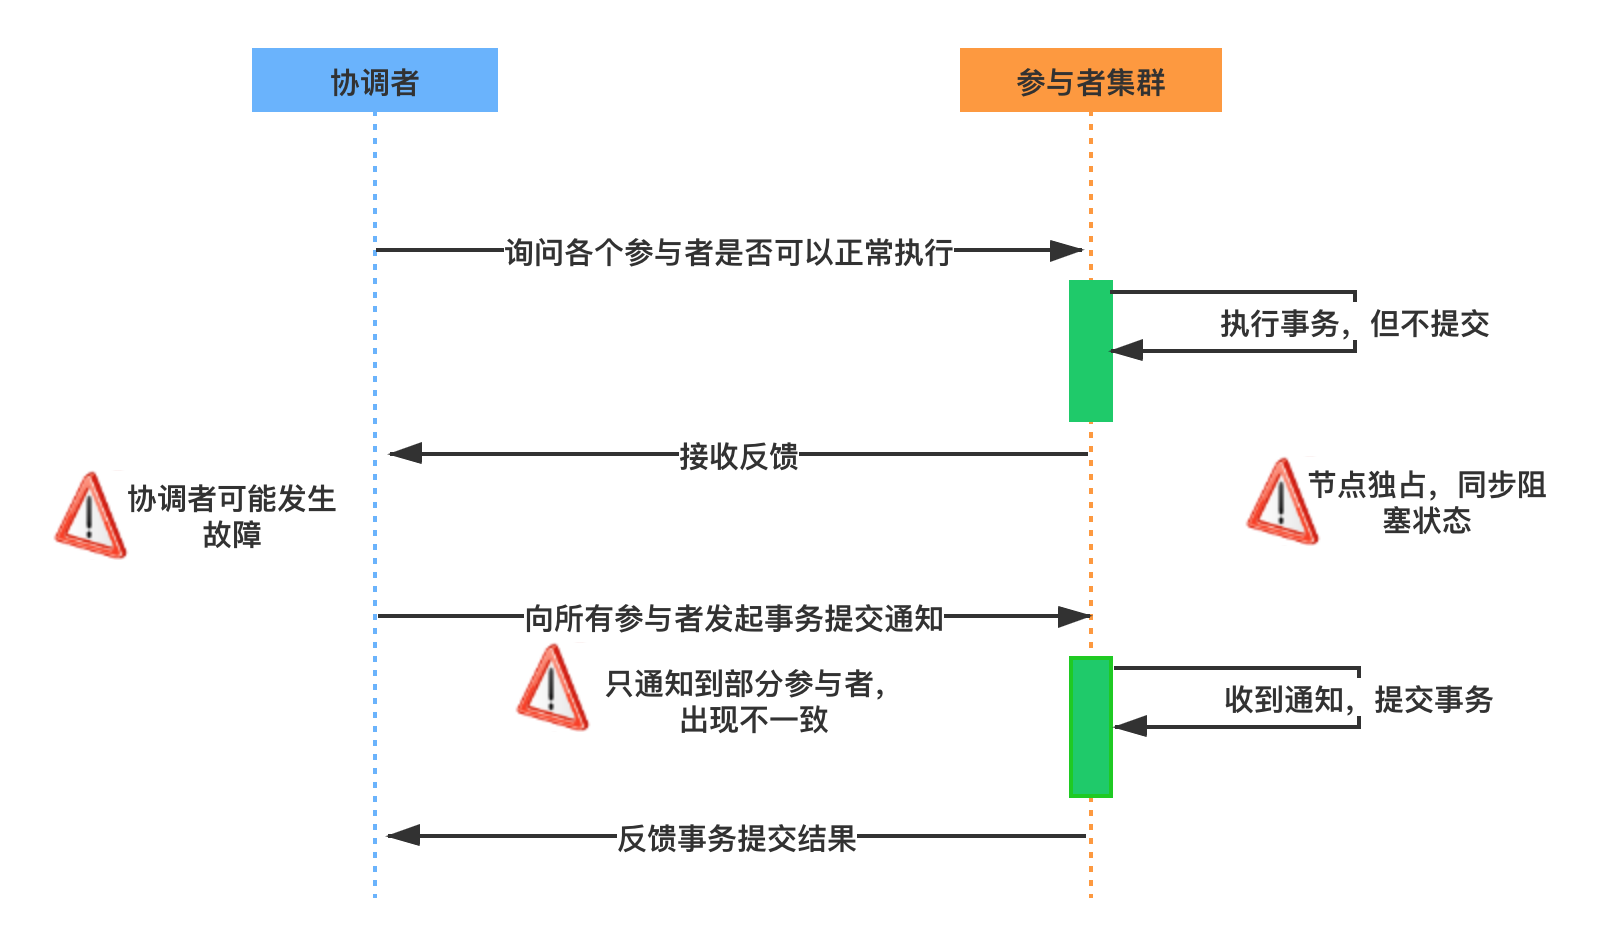 协调者
参与者集群
询问各个参与者是否可以正常执行
执行事务，但不提交
接收反馈
协调者可能发生
故障
节点独占，同步阻
塞状态
向所有参与者发起事务提交通知
只通知到部分参与者，
出现不一致
收到通知，提交事务
反馈事务提交结果